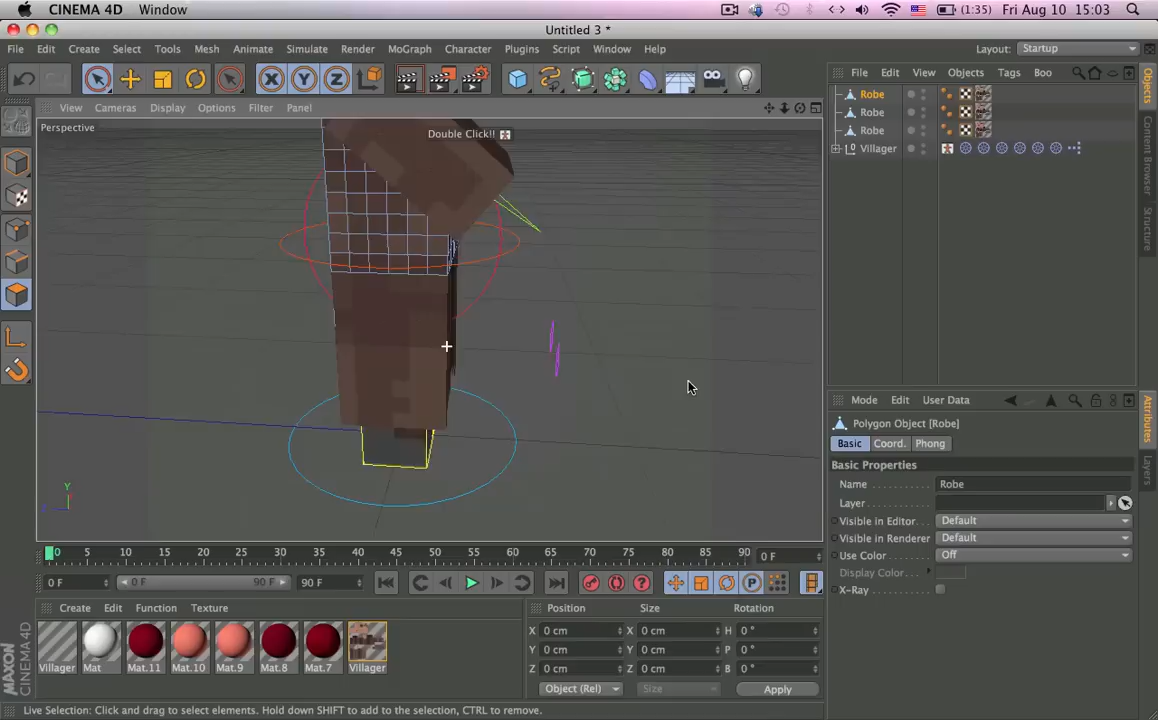 CINEMA 4D Window (1:35) Fri Aug 10 15:03
Untitled 3 *
File Edit Create Select Tools Mesh Animate Simulate Render MoGraph Character Plugins Script Window Help Layout: Startup
X Y Z
View Cameras Display Options Filter Panel
Perspective
Double Click!!
Y
File Edit View Objects Tags Boo
Robe
Robe
Robe
Villager
Objects
Content Browser
Structure
Mode Edit User Data
Polygon Object [Robe]
Basic Coord. Phong
Basic Properties
Name Robe
Layer
Visible in Editor Default
Visible in Renderer Default
Use Color Off
Display Color
X-Ray
Attributes
Layers
0 5 10 15 20 25 30 35 40 45 50 55 60 65 70 75 80 85 90 0 F
0 F 0 F 90 F 90 F
P
Create Edit Function Texture
Villager Mat Mat.11 Mat.10 Mat.9 Mat.8 Mat.7 Villager
Position Size Rotation
X 0 cm X 0 cm H 0 °
Y 0 cm Y 0 cm P 0 °
Z 0 cm Z 0 cm B 0 °
Object (Rel) Size Apply
MAXON CINEMA 4D
Live Selection: Click and drag to select elements. Hold down SHIFT to add to the selection, CTRL to remove.